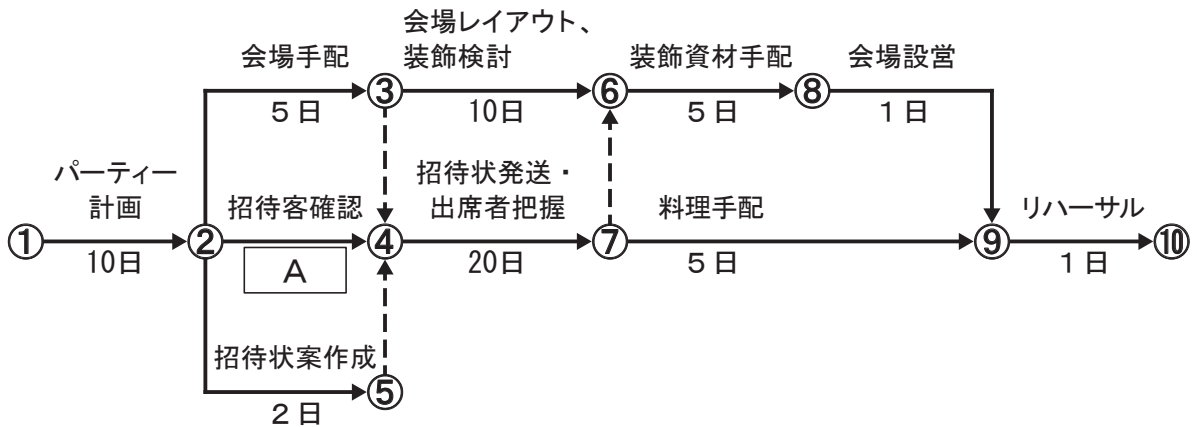 会場レイアウト、
会場手配
装飾検討
装飾資材手配
会場設営
③
⑥
⑧
5日
10日
5日
1日
パーティー
計画
招待客確認
招待状発送・
出席者把握
料理手配
リハーサル
①
②
④
⑦
⑨
⑩
10日
A
20日
5日
1日
招待状案作成
⑤
2日